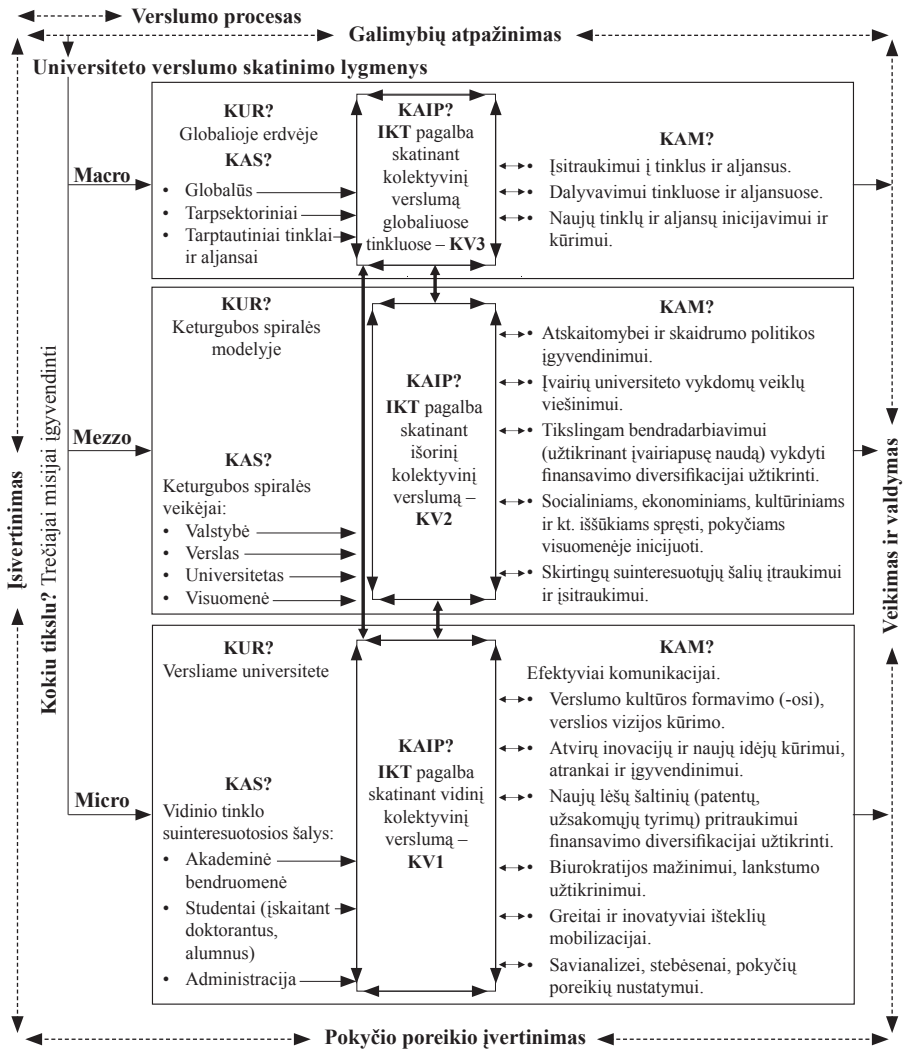 Verslumo procesas
Galimybių atpažinimas
Universiteto verslumo skatinimo lygmenys
Įsivertinimas
Kokiu tikslu? Trečiajai misijai įgyvendinti
Macro
KUR?
Globalioje erdvėje
KAS?
• Globalūs
• Tarpsektoriniai
• Tarptautiniai tinklai
ir aljansai
KAIP?
IKT pagalba
skatinant
kolektyvinį
verslumą
globaliuose
tinkluose – KV3
KAM?
• Įsitraukimui į tinklus ir aljansus.
• Dalyvavimui tinkluose ir aljansuose.
• Naujų tinklų ir aljansų inicijavimui ir
kūrimui.
Mezzo
KUR?
Keturgubos spiralės
modelyje
KAS?
Keturgubos spiralės
veikėjai:
• Valstybė
• Verslas
• Universitetas
• Visuomenė
KAIP?
IKT pagalba
skatinant
išorinį
kolektyvinį
verslumą –
KV2
KAM?
• Atskaitomybei ir skaidrumo politikos
įgyvendinimui.
• Įvairių universiteto vykdomų veiklų
viešinimui.
• Tikslingam bendradarbiavimui
(užtikrinant įvairiapusę naudą) vykdyti
finansavimo diversifikacijai užtikrinti.
• Socialiniams, ekonominiams, kultūriniams
ir kt. iššūkiams spręsti, pokyčiams
visuomenėje inicijuoti.
• Skirtingų suinteresuotųjų šalių įtraukimui
ir įsitraukimui.
Micro
KUR?
Versliame universitete
KAS?
Vidinio tinklo
suinteresuotosios šalys:
• Akademinė
bendruomenė
• Studentai (įskaitant
doktorantus,
alumnus)
• Administracija
KAIP?
IKT pagalba
skatinant vidinį
kolektyvinį
verslumą –
KV1
KAM?
Efektyviai komunikacijai.
• Verslumo kultūros formavimo (-osi),
verslios vizijos kūrimo.
• Atvirų inovacijų ir naujų idėjų kūrimui,
atrankai ir įgyvendinimui.
• Naujų lėšų šaltinių (patentų,
užsakomųjų tyrimų) pritraukimui
finansavimo diversifikacijai užtikrinti.
• Biurokratijos mažinimui, lankstumo
užtikrinimui.
• Greitai ir inovatyviai išteklių
mobilizacijai.
• Savianalizei, stebėsenai, pokyčių
poreikių nustatymui.
Veikimas ir valdymas
Pokyčio poreikio įvertinimas